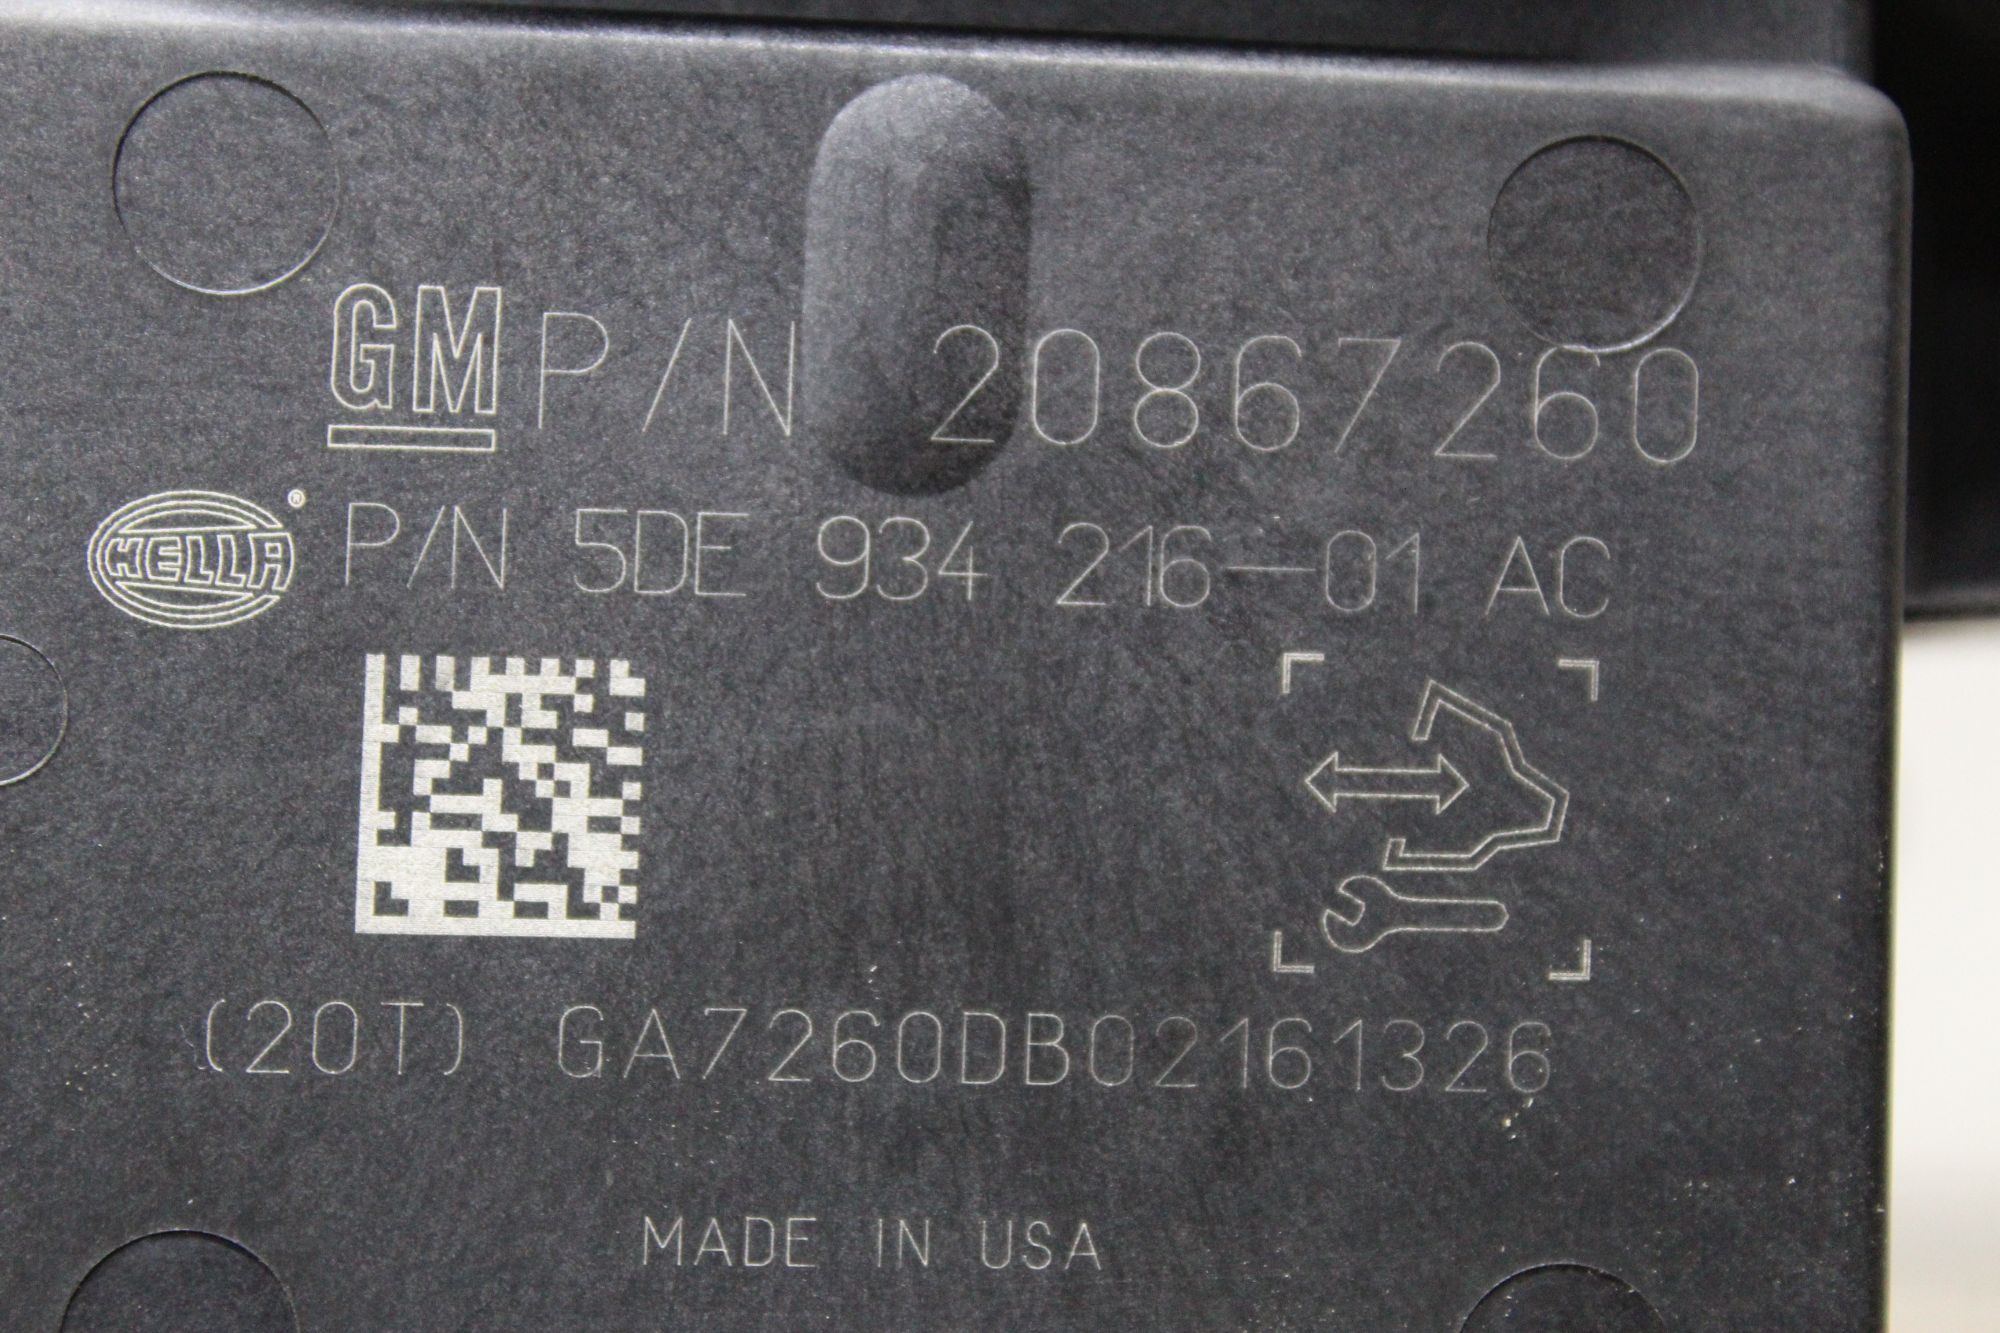 GM P/N 20867260
HELLA® P/N 5DE 934 216-01 AC
(20T) GA7260DB02161326
MADE IN USA